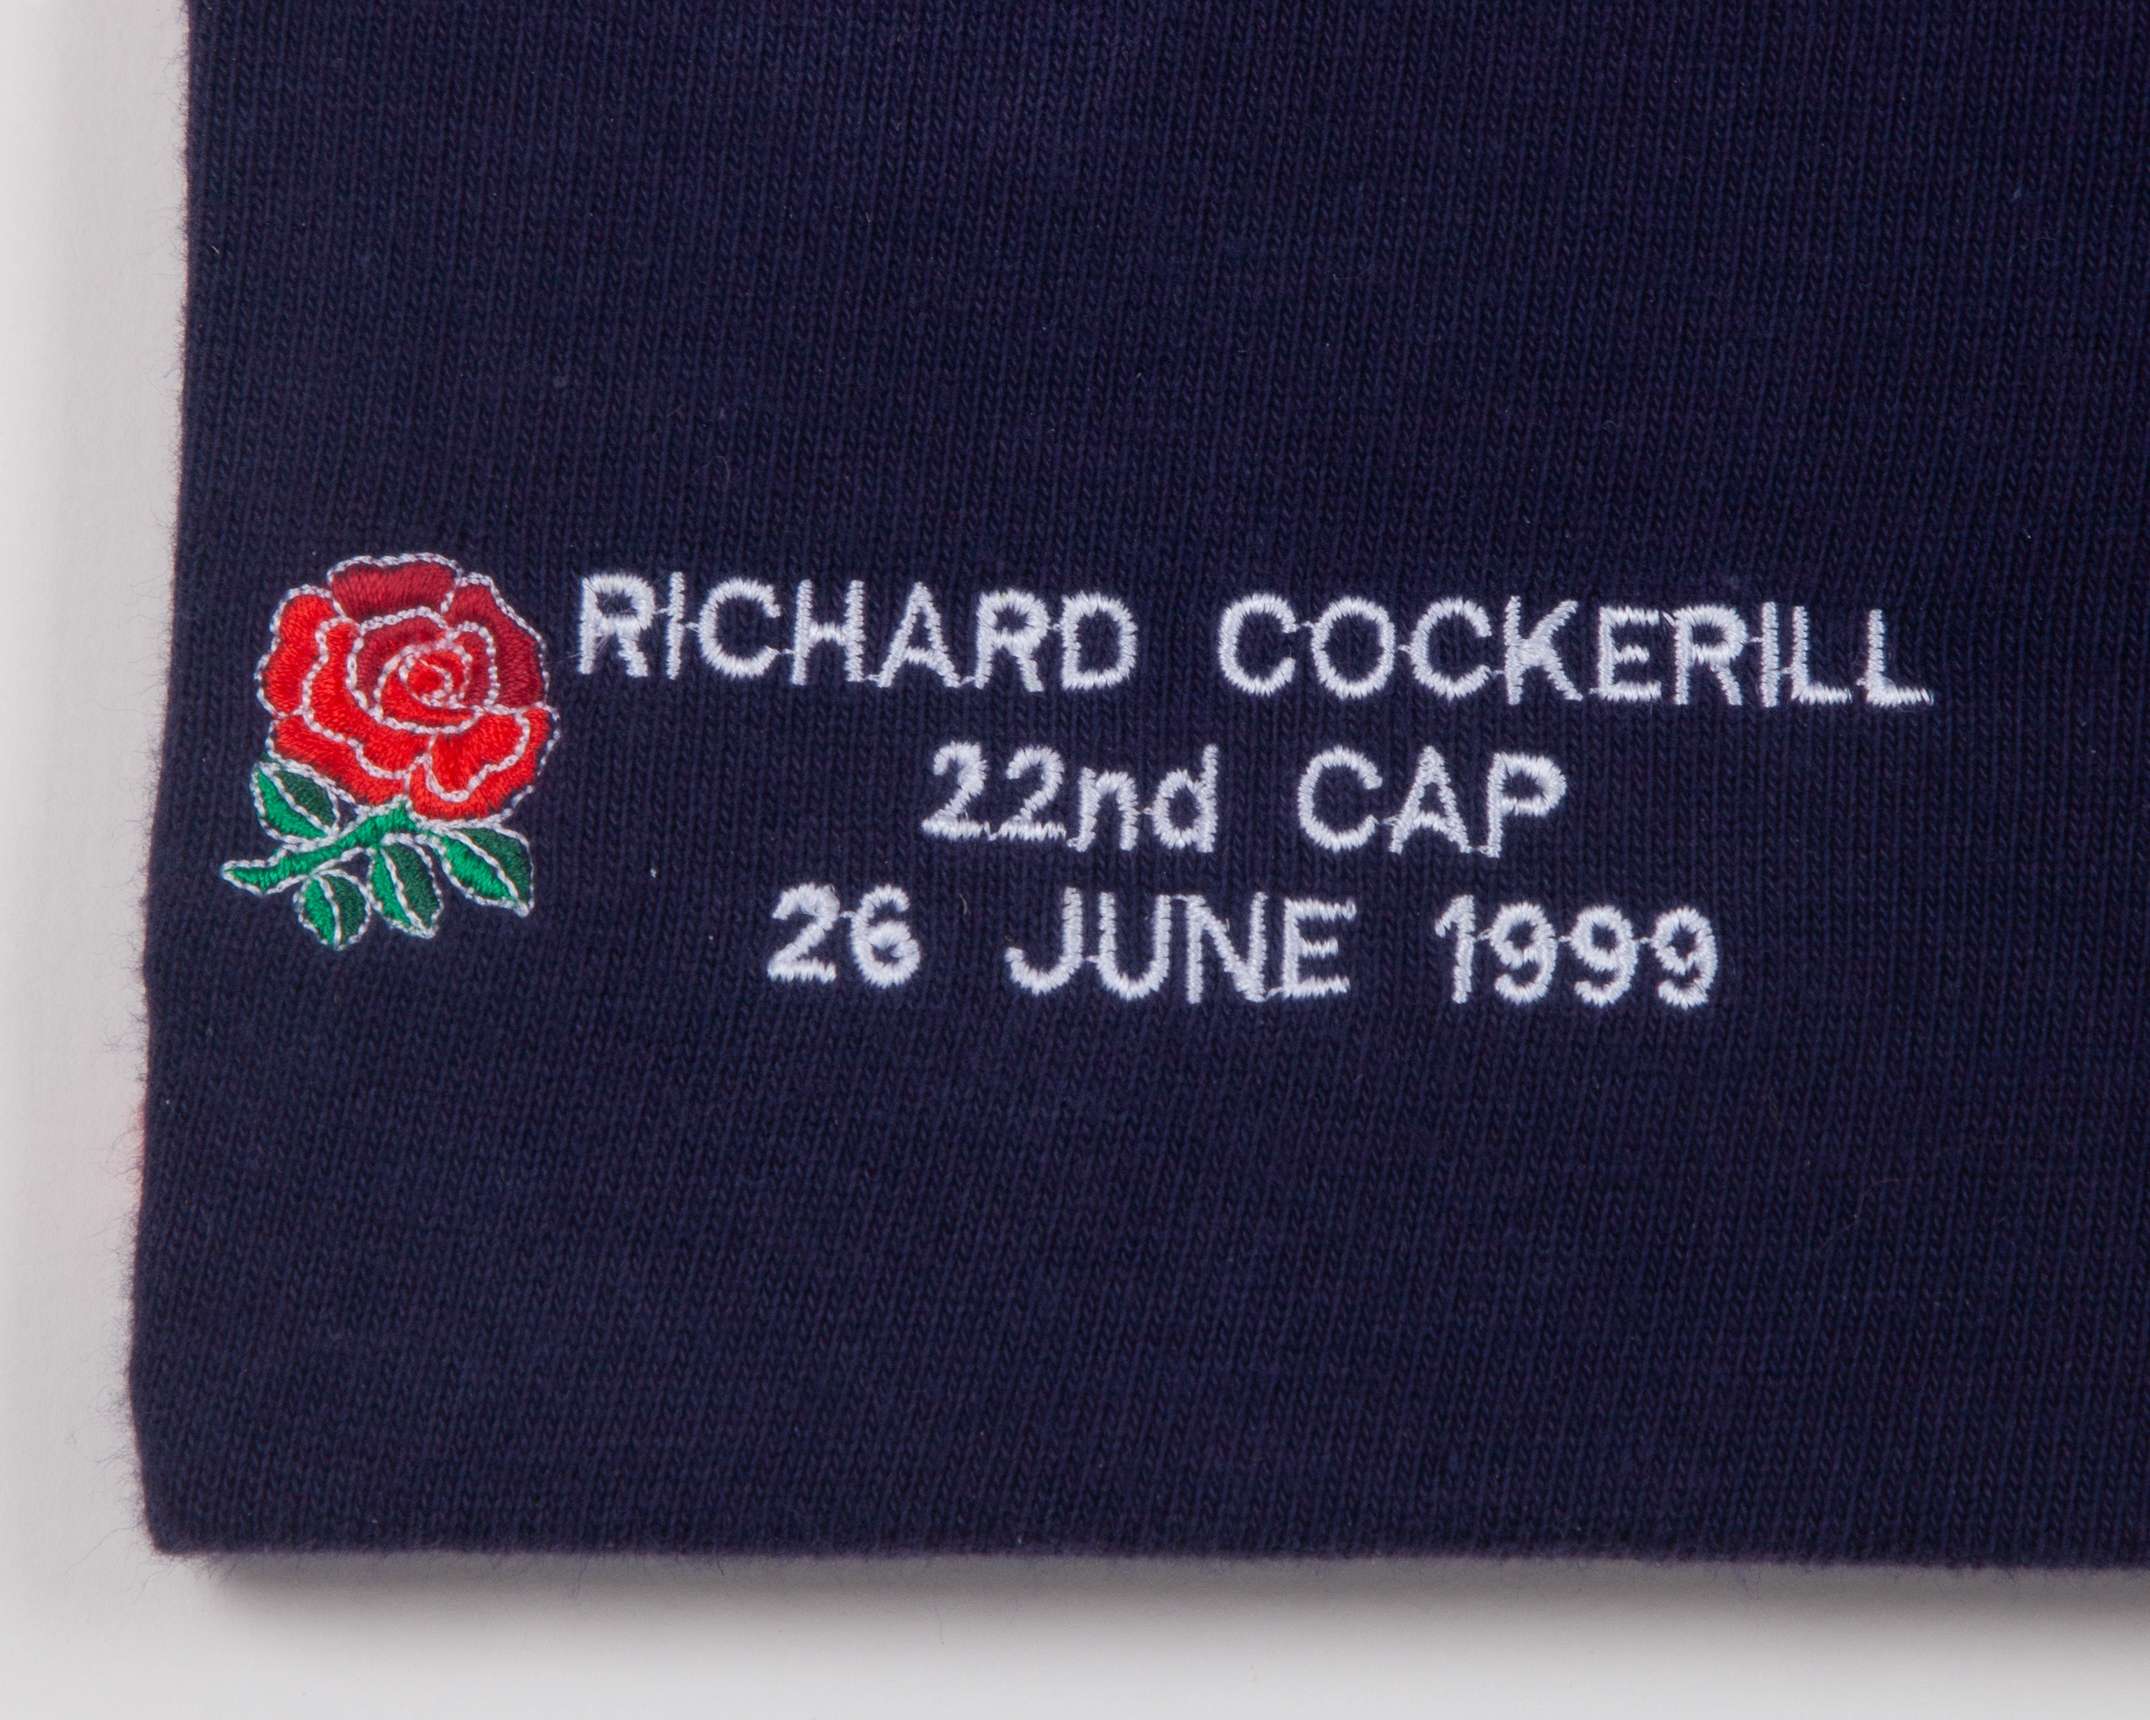 RICHARD COCKERILL
22nd CAP
26 JUNE 1999